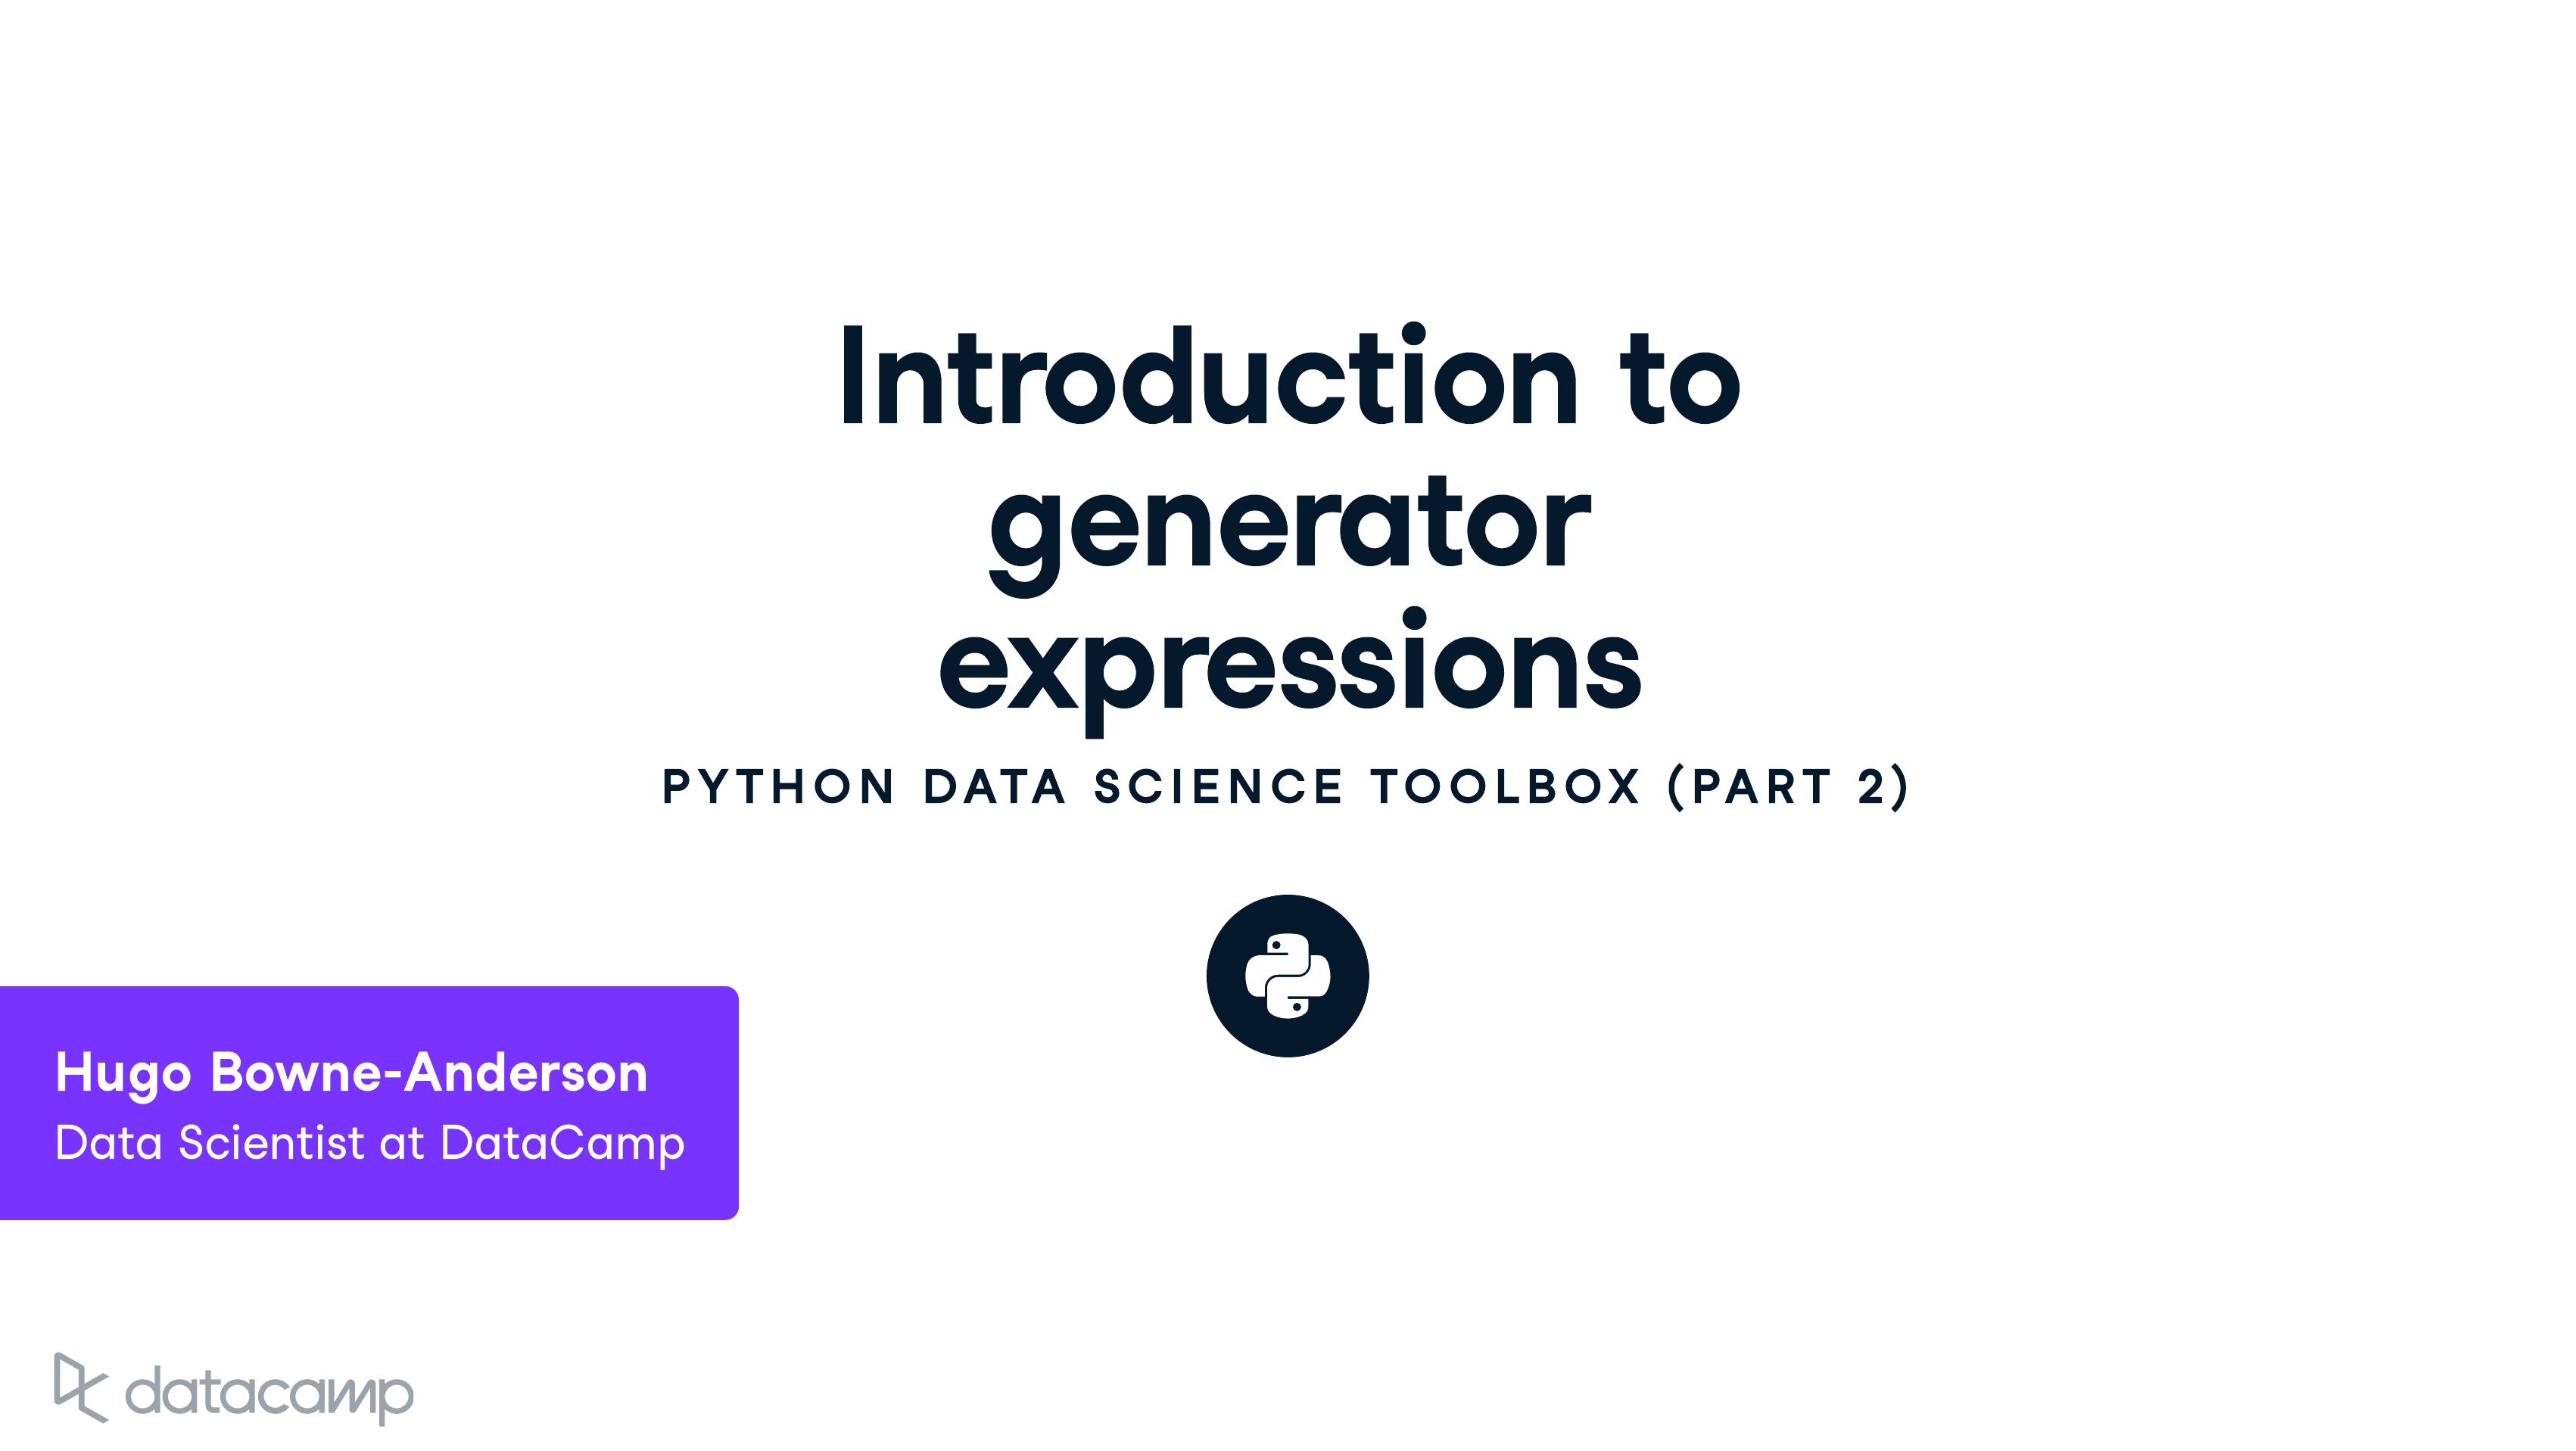 Introduction to
generator
expressions
PYTHON DATA SCIENCE TOOLBOX (PART 2)
Hugo Bowne-Anderson
Data Scientist at DataCamp
datacamp